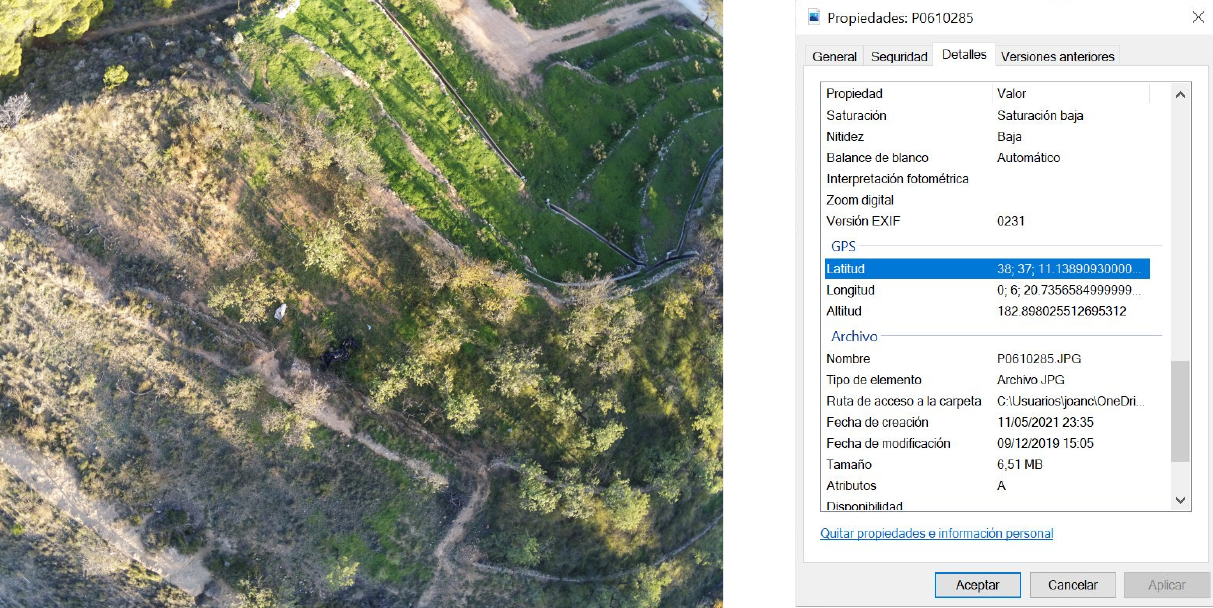 Propiedades: P0610285
General Seguridad Detalles Versiones anteriores
Propiedad Valor
Saturación Saturación baja
Nitidez Baja
Balance de blanco Automático
Interpretación fotométrica
Zoom digital
Versión EXIF 0231
GPS
Latitud 38; 37; 11.13890930000...
Longitud 0; 6; 20.7356584999999...
Altitud 182.898025512695312
Archivo
Nombre P0610285.JPG
Tipo de elemento Archivo JPG
Ruta de acceso a la carpeta C:\Usuarios\joanc\OneDri...
Fecha de creación 11/05/2021 23:35
Fecha de modificación 09/12/2019 15:05
Tamaño 6,51 MB
Atributos A
Disponibilidad
Quitar propiedades e información personal
Aceptar Cancelar Aplicar